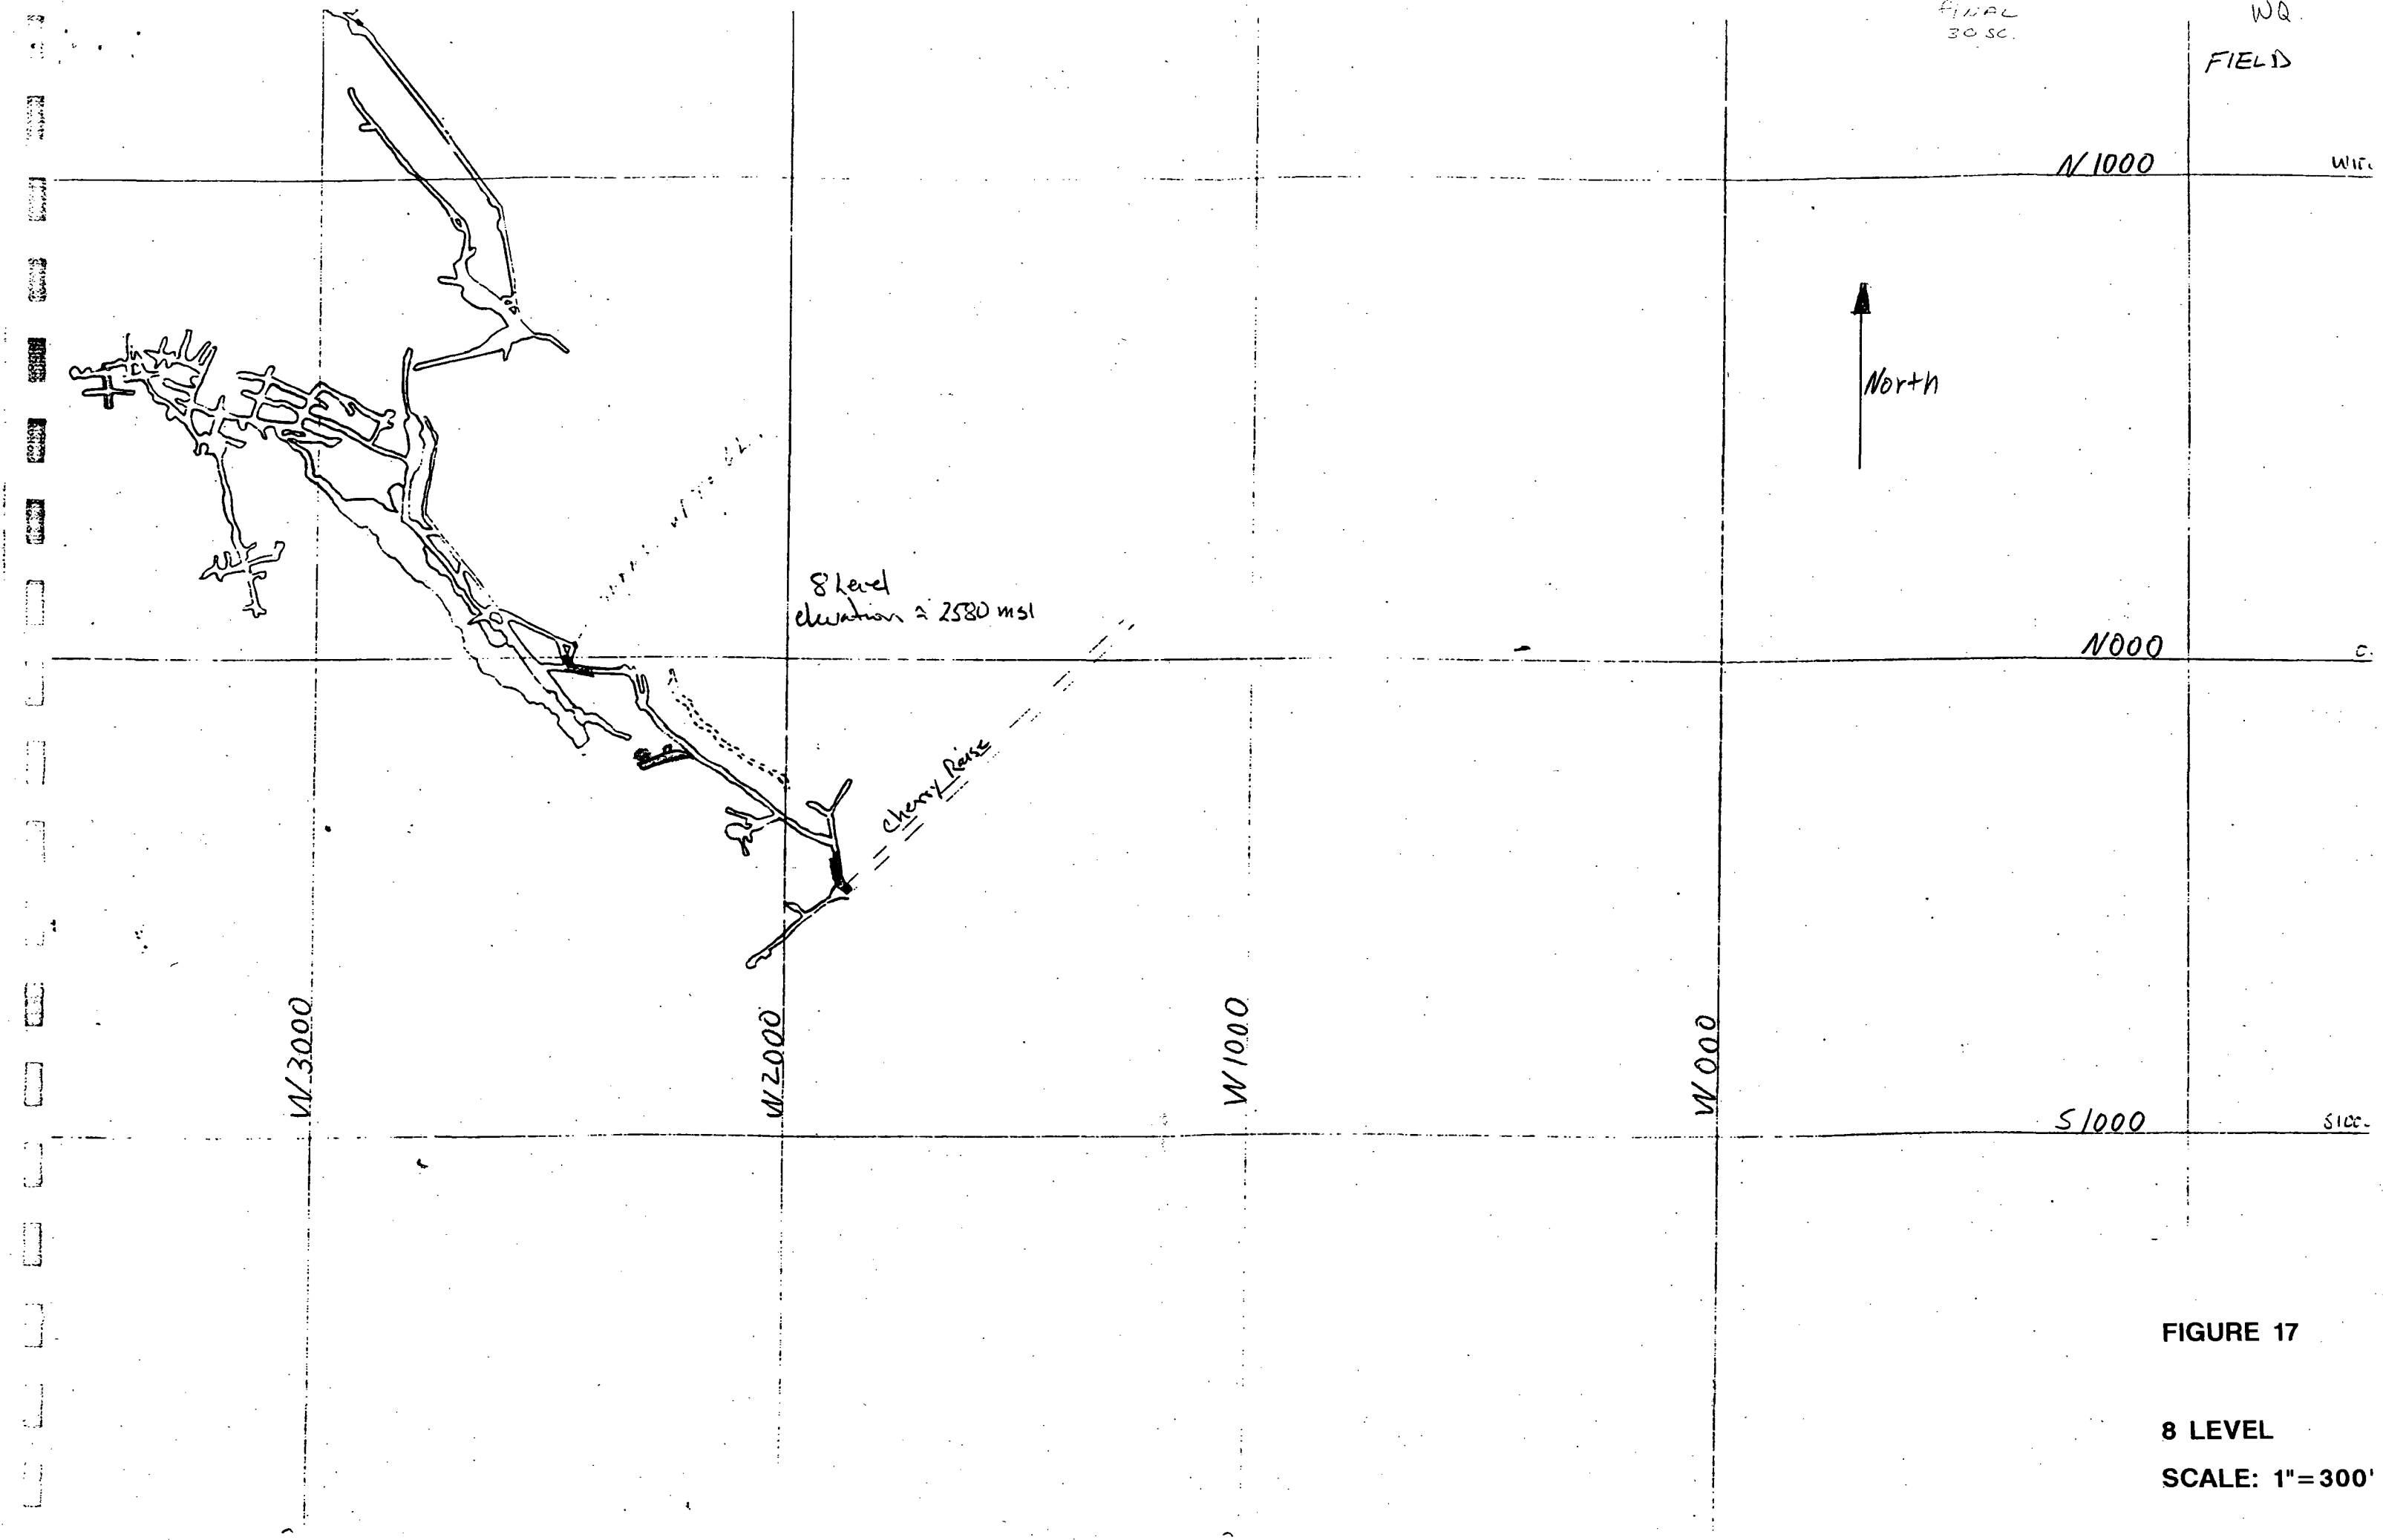 FINAL
30 SC.
WQ.
FIELD
N 1000
North
8 Level
elevation ≈ 2580 msl
N000
Cherry Raise
W 3000
W 2000
W 1000
W 000
S 1000
FIGURE 17
8 LEVEL
SCALE: 1"=300'